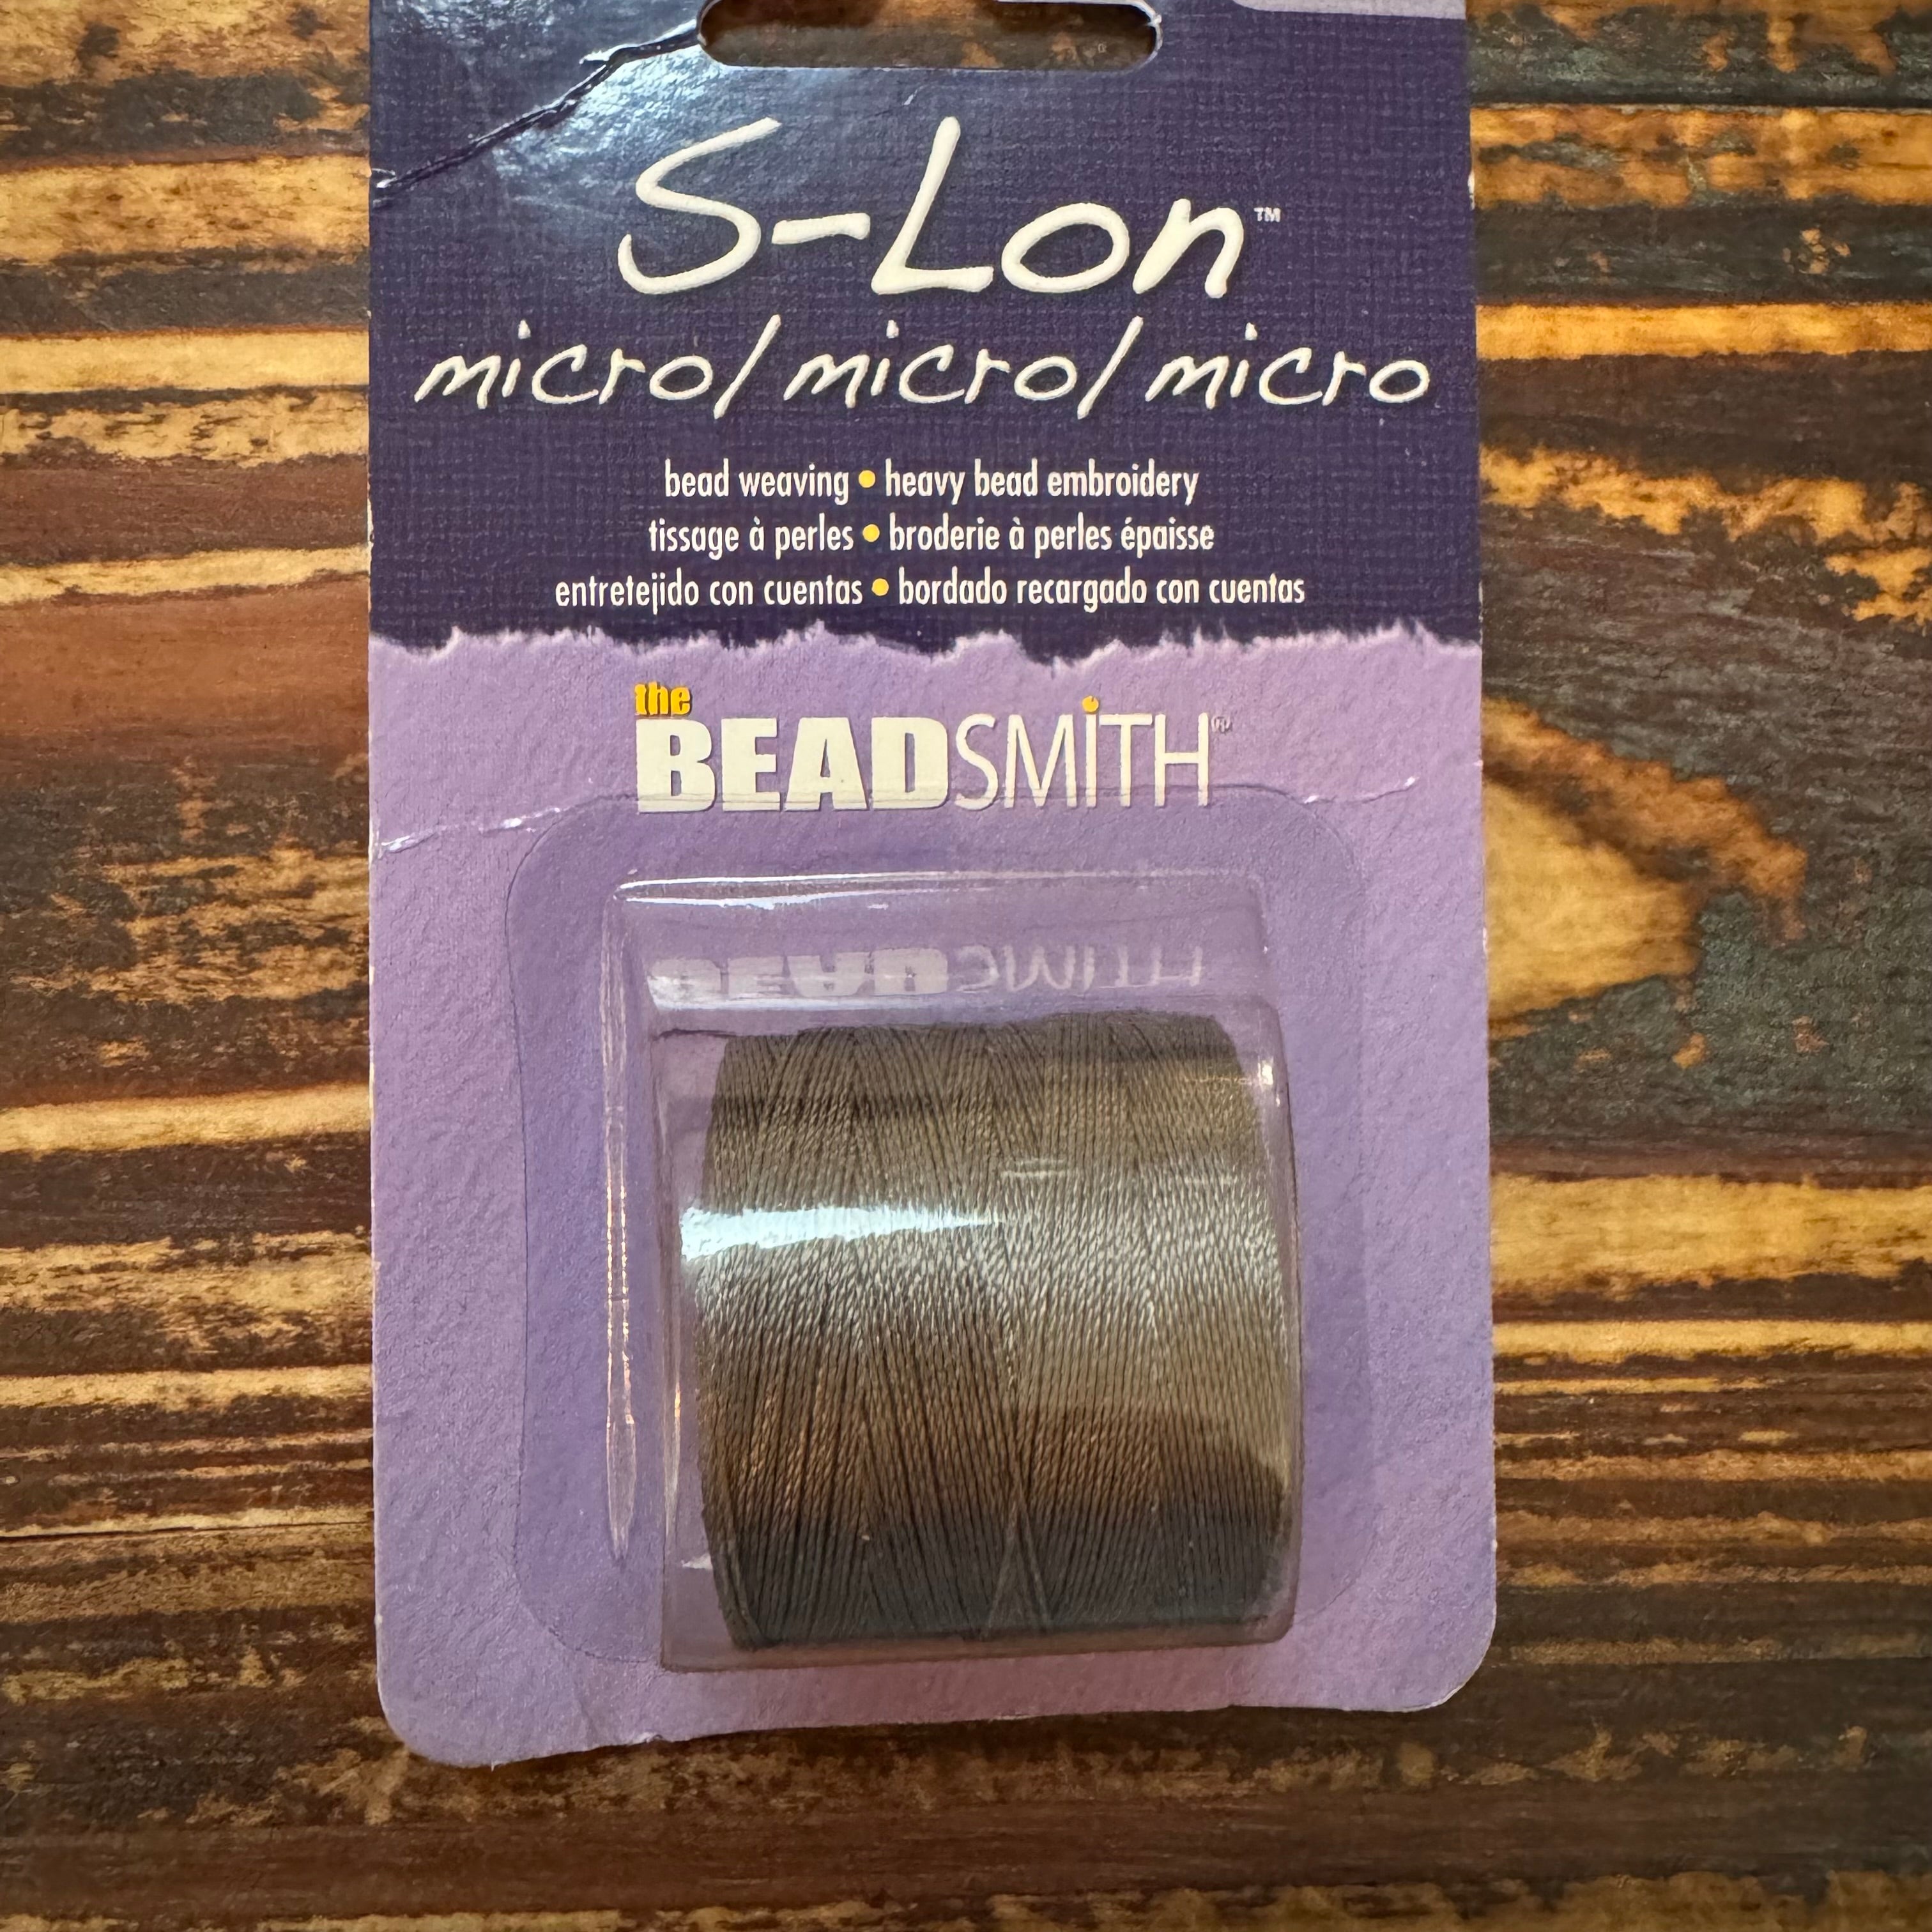 S-Lon™
micro/micro/micro
bead weaving • heavy bead embroidery
tissage à perles • broderie à perles épaisse
entretejido con cuentas • bordado recargado con cuentas
the
BEADSMITH®